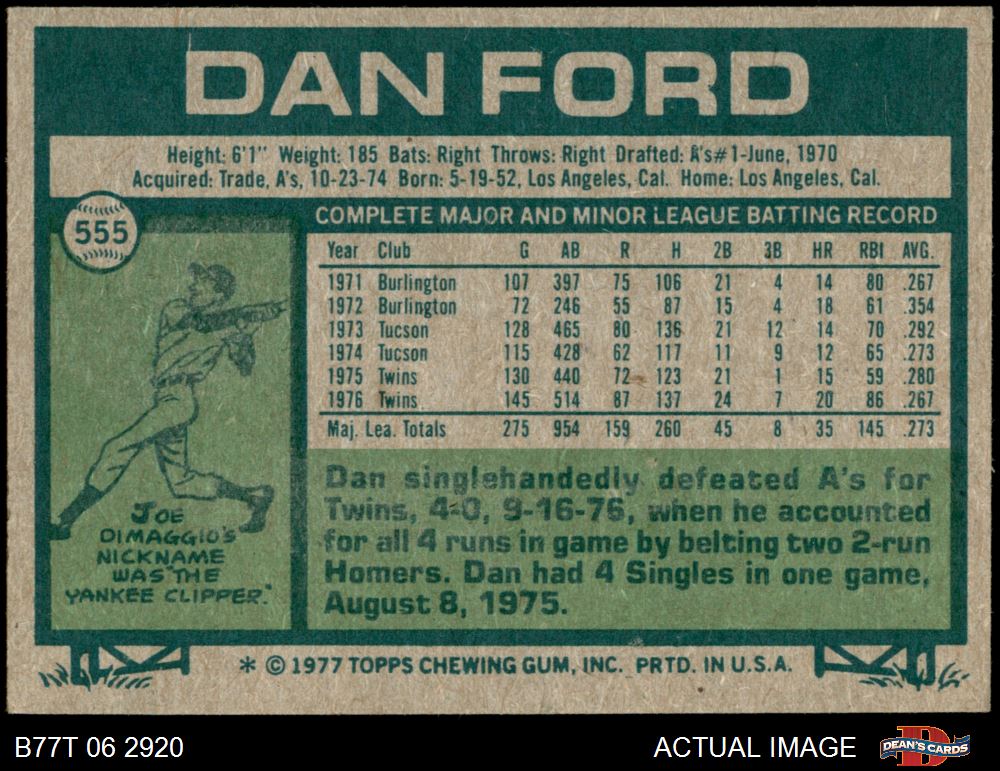 DAN FORD
Height: 6'1" Weight: 185 Bats: Right Throws: Right Drafted: A's#1-June, 1970
Acquired: Trade, A's, 10-23-74 Born: 5-19-52, Los Angeles, Cal. Home: Los Angeles, Cal.
555
COMPLETE MAJOR AND MINOR LEAGUE BATTING RECORD
Year Club G AB R H 2B 3B HR RBI AVG.
1971 Burlington 107 397 75 106 21 4 14 80 .267
1972 Burlington 72 246 55 87 15 4 18 61 .354
1973 Tucson 128 465 80 136 21 12 14 70 .292
1974 Tucson 115 428 62 117 11 9 12 65 .273
1975 Twins 130 440 72 123 21 1 15 59 .280
1976 Twins 145 514 87 137 24 7 20 86 .267
Maj. Lea. Totals 275 954 159 260 45 8 35 145 .273
JOE
DIMAGGIO'S
NICKNAME
WAS "THE
YANKEE CLIPPER."
Dan singlehandedly defeated A's for
Twins, 4-0, 9-16-76, when he accounted
for all 4 runs in game by belting two 2-run
Homers. Dan had 4 Singles in one game,
August 8, 1975.
* © 1977 TOPPS CHEWING GUM, INC. PRTD. IN U.S.A.
B77T 06 2920
ACTUAL IMAGE
DEAN'S CARDS